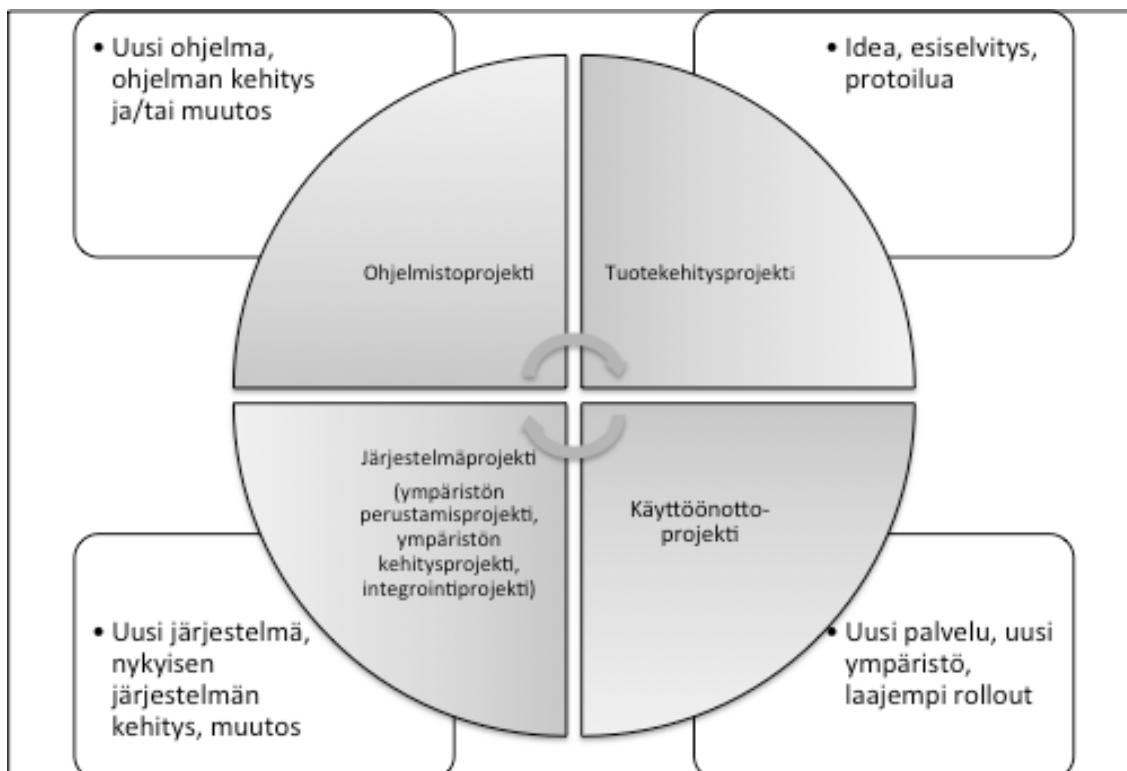 • Uusi ohjelma,
ohjelman kehitys
ja/tai muutos
• Idea, esiselvitys,
protoilua
Ohjelmistoprojekti
Tuotekehitysprojekti
Järjestelmäprojekti
(ympäristön
perustamisprojekti,
ympäristön
kehitysprojekti,
integrointiprojekti)
Käyttöönotto-
projekti
• Uusi järjestelmä,
nykyisen
järjestelmän
kehitys, muutos
• Uusi palvelu, uusi
ympäristö,
laajempi rollout